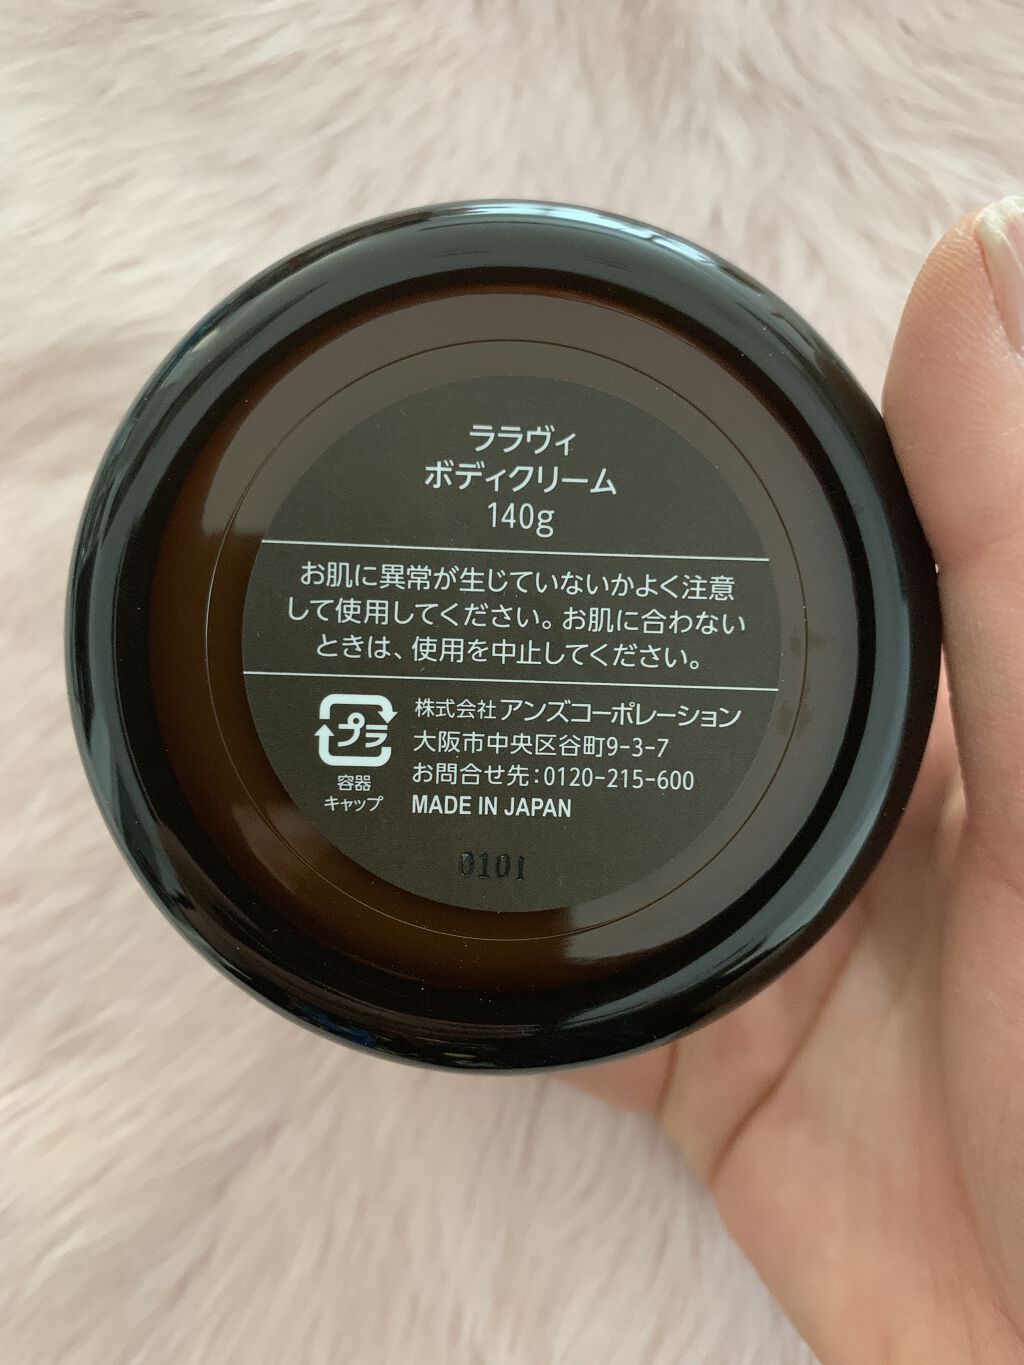 ララヴィ
ボディクリーム
140g
お肌に異常が生じていないかよく注意
して使用してください。お肌に合わない
ときは、使用を中止してください。
プラ
容器
キャップ
株式会社アンズコーポレーション
大阪市中央区谷町9-3-7
お問合せ先:0120-215-600
MADE IN JAPAN
0101